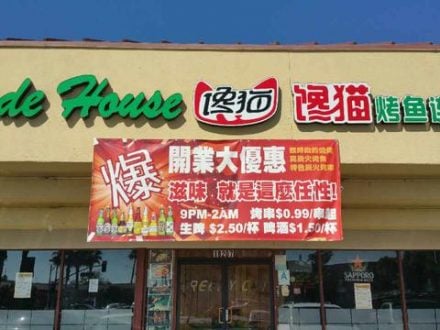 de House 馋猫 馋猫 烤鱼
爆
開業大優惠
滋味 就是這麼任性!
9PM-2AM 烤串$0.99/串起
生啤 $2.50/杯 啤酒$1.50/杯
18207
SAPPORO